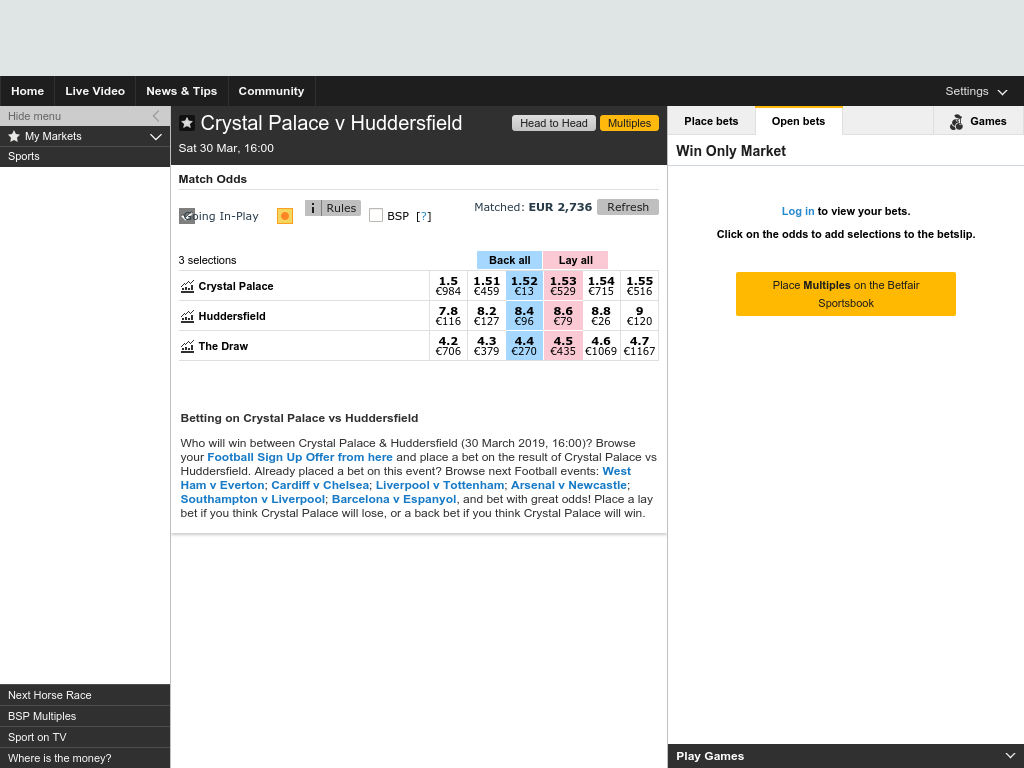 Home Live Video News & Tips Community Settings
Hide menu
My Markets
Sports
Crystal Palace v Huddersfield
Head to Head Multiples
Sat 30 Mar, 16:00
Match Odds
Going In-Play
i Rules
BSP [?]
Matched: EUR 2,736 Refresh
3 selections Back all Lay all
Crystal Palace 1.5 1.51 1.52 1.53 1.54 1.55
€984 €459 €13 €529 €715 €516
Huddersfield 7.8 8.2 8.4 8.6 8.8 9
€116 €127 €96 €79 €26 €120
The Draw 4.2 4.3 4.4 4.5 4.6 4.7
€706 €379 €270 €435 €1069 €1167
Betting on Crystal Palace vs Huddersfield
Who will win between Crystal Palace & Huddersfield (30 March 2019, 16:00)? Browse
your Football Sign Up Offer from here and place a bet on the result of Crystal Palace vs
Huddersfield. Already placed a bet on this event? Browse next Football events: West
Ham v Everton; Cardiff v Chelsea; Liverpool v Tottenham; Arsenal v Newcastle;
Southampton v Liverpool; Barcelona v Espanyol, and bet with great odds! Place a lay
bet if you think Crystal Palace will lose, or a back bet if you think Crystal Palace will win.
Place bets Open bets Games
Win Only Market
Log in to view your bets.
Click on the odds to add selections to the betslip.
Place Multiples on the Betfair
Sportsbook
Next Horse Race
BSP Multiples
Sport on TV
Where is the money?
Play Games